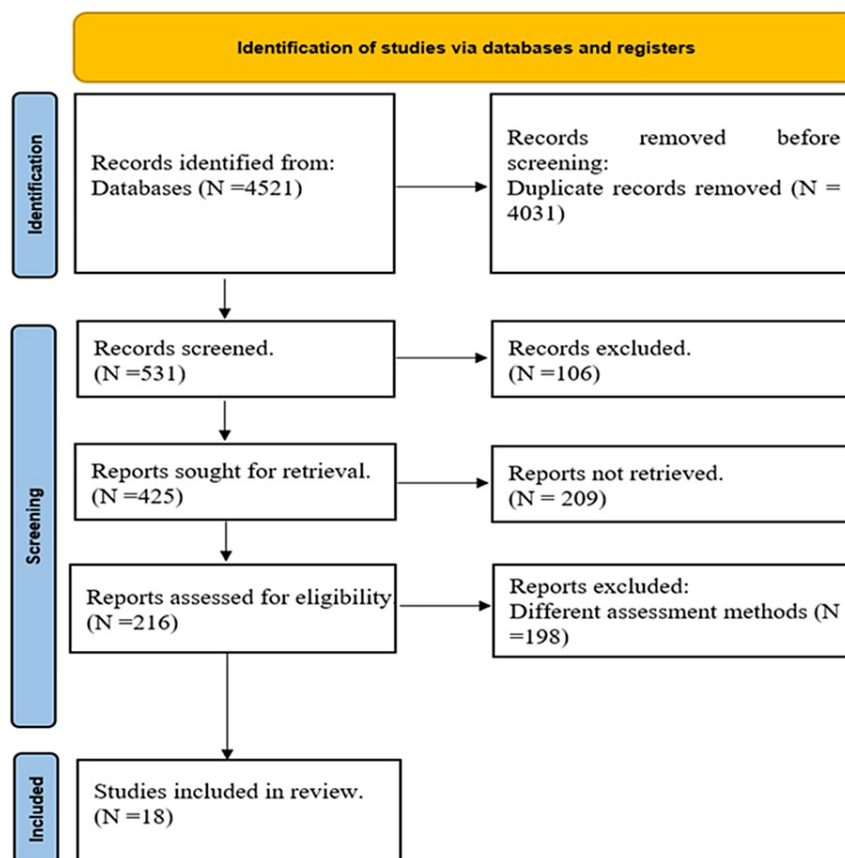 Identification of studies via databases and registers
Identification
Records identified from:
Databases (N =4521)
Records removed before
screening:
Duplicate records removed (N =
4031)
Screening
Records screened.
(N =531)
Records excluded.
(N =106)
Reports sought for retrieval.
(N =425)
Reports not retrieved.
(N = 209)
Reports assessed for eligibility.
(N =216)
Reports excluded:
Different assessment methods (N
=198)
Included
Studies included in review.
(N =18)